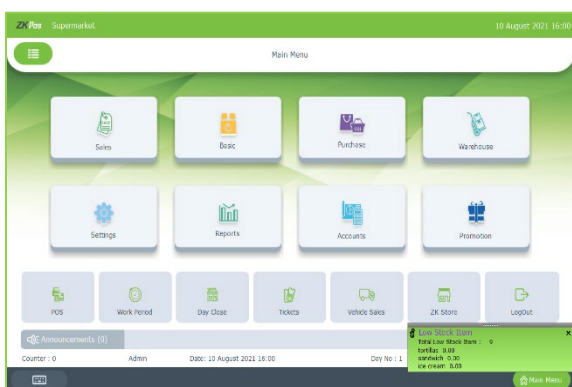 ZKPos Supermarket 10 August 2021 16:00
Main Menu
Sales Basic Purchase Warehouse
Settings Reports Accounts Promotion
POS Work Period Day Close Tickets Vehicle Sales ZK Store LogOut
Announcements (0)
Low Stock Item x
Total Low Stock Item : 9
tortillas 0.00
sandwich 0.00
ice cream 0.00
Counter : 0 Admin Date: 10 August 2021 16:00 Day No : 1
Main Menu